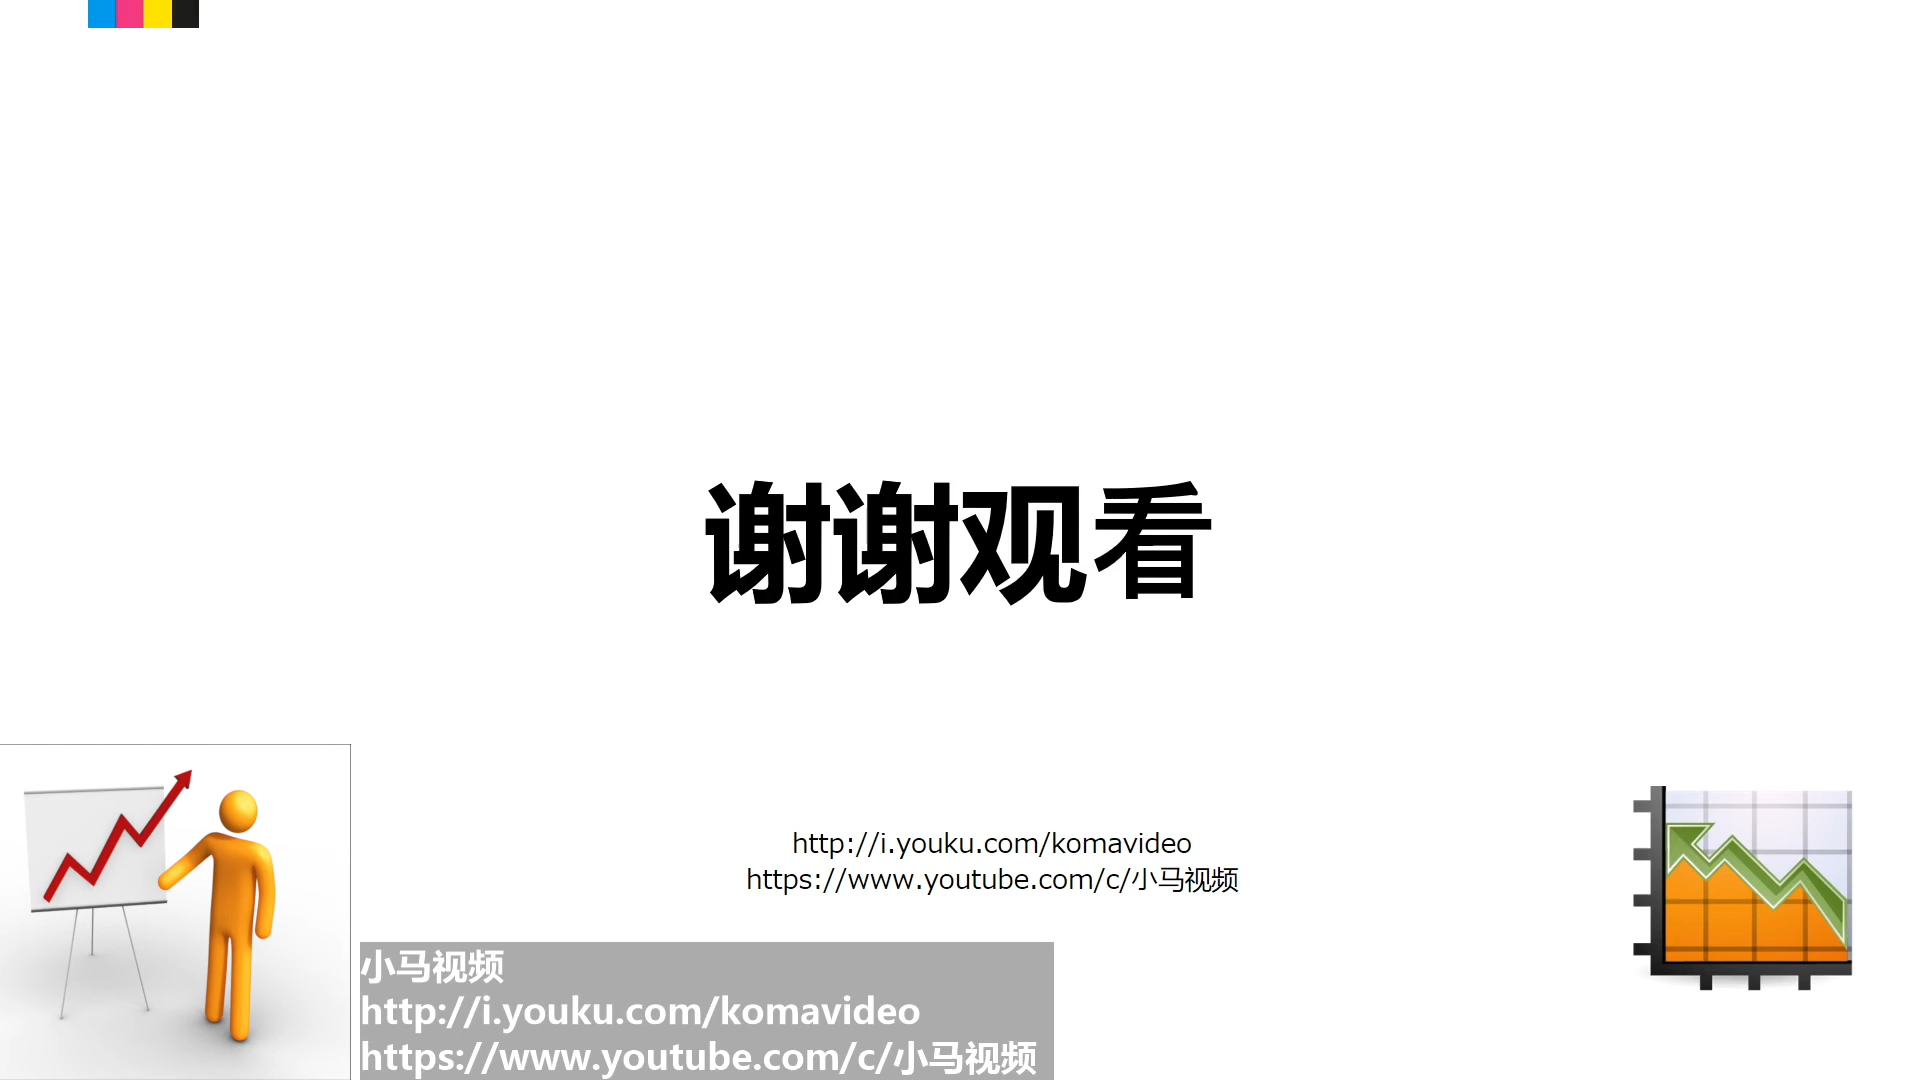 谢谢观看
http://i.youku.com/komavideo
https://www.youtube.com/c/小马视频
小马视频
http://i.youku.com/komavideo
https://www.youtube.com/c/小马视频